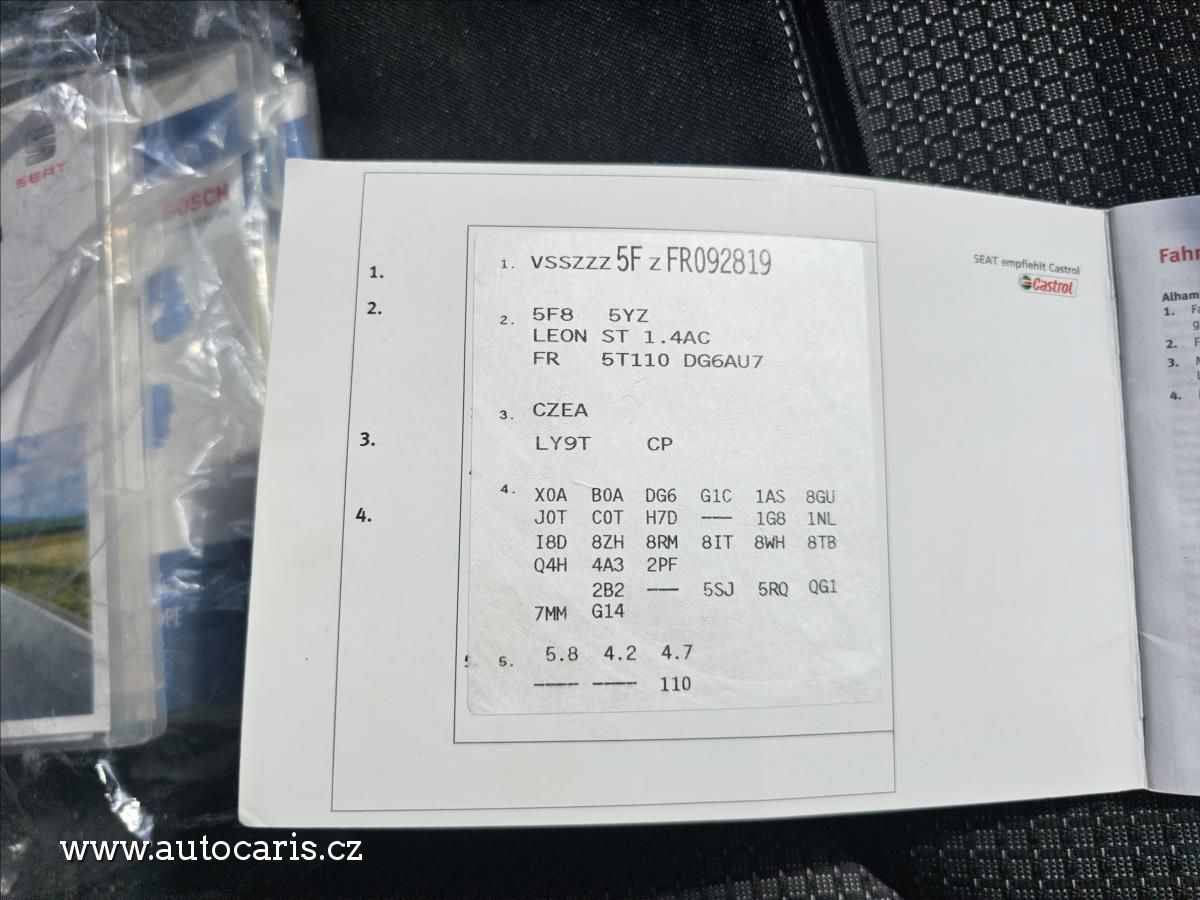 SEAT
BOSCH
1.
2.
3.
4.
1. VSSZZZ 5F Z FR092819
2. 5F8 5YZ
LEON ST 1.4AC
FR 5T110 DG6AU7
3. CZEA
LY9T CP
4. X0A B0A DG6 G1C 1AS 8GU
J0T C0T H7D --- 1G8 1NL
I8D 8ZH 8RM 8IT 8WH 8TB
Q4H 4A3 2PF
2B2 --- 5SJ 5RQ QG1
7MM G14
5. 5.8 4.2 4.7
---- ---- 110
SEAT empfiehlt Castrol
Castrol
1.
2.
3.
4.
www.autocaris.cz